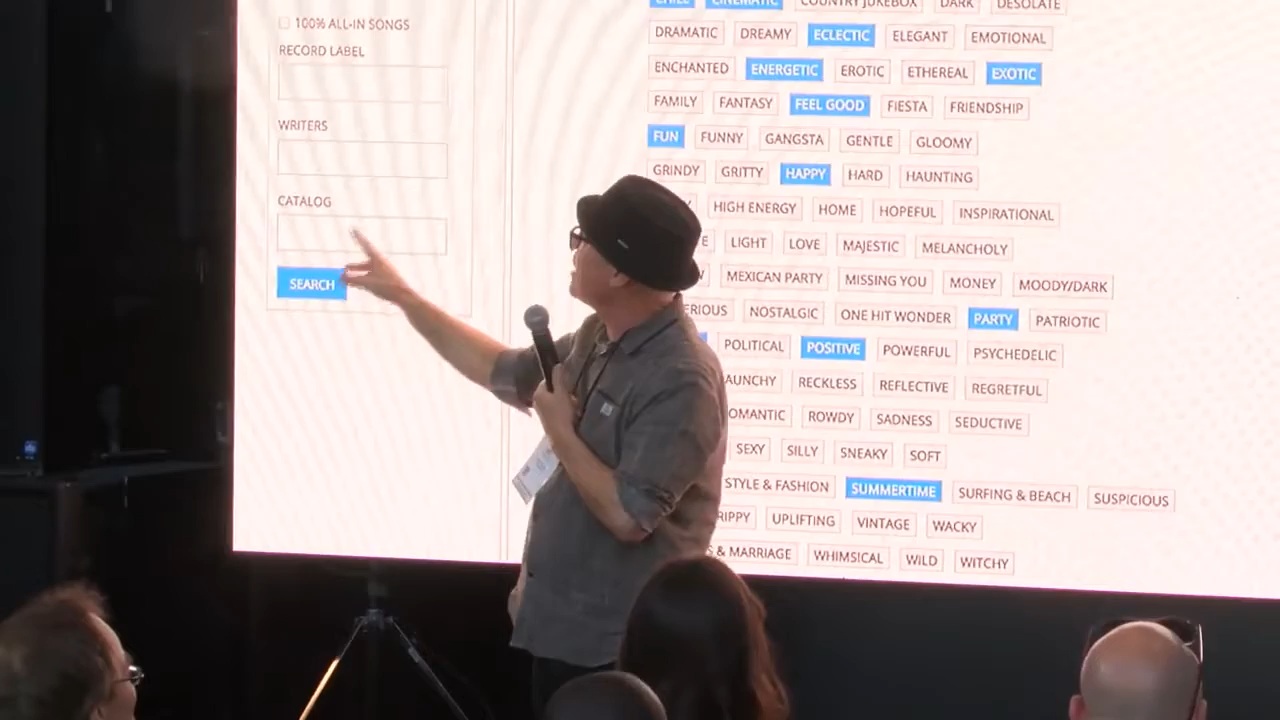 100% ALL-IN SONGS
RECORD LABEL
WRITERS
CATALOG
SEARCH
CHILL CINEMATIC COUNTRY JUKEBOX DARK DESOLATE
DRAMATIC DREAMY ECLECTIC ELEGANT EMOTIONAL
ENCHANTED ENERGETIC EROTIC ETHEREAL EXOTIC
FAMILY FANTASY FEEL GOOD FIESTA FRIENDSHIP
FUN FUNNY GANGSTA GENTLE GLOOMY
GRINDY GRITTY HAPPY HARD HAUNTING
HIGH ENERGY HOME HOPEFUL INSPIRATIONAL
LIGHT LOVE MAJESTIC MELANCHOLY
MEXICAN PARTY MISSING YOU MONEY MOODY/DARK
NOSTALGIC ONE HIT WONDER PARTY PATRIOTIC
POLITICAL POSITIVE POWERFUL PSYCHEDELIC
RECKLESS REFLECTIVE REGRETFUL
ROWDY SADNESS SEDUCTIVE
SEXY SILLY SNEAKY SOFT
STYLE & FASHION SUMMERTIME SURFING & BEACH SUSPICIOUS
UPLIFTING VINTAGE WACKY
& MARRIAGE WHIMSICAL WILD WITCHY